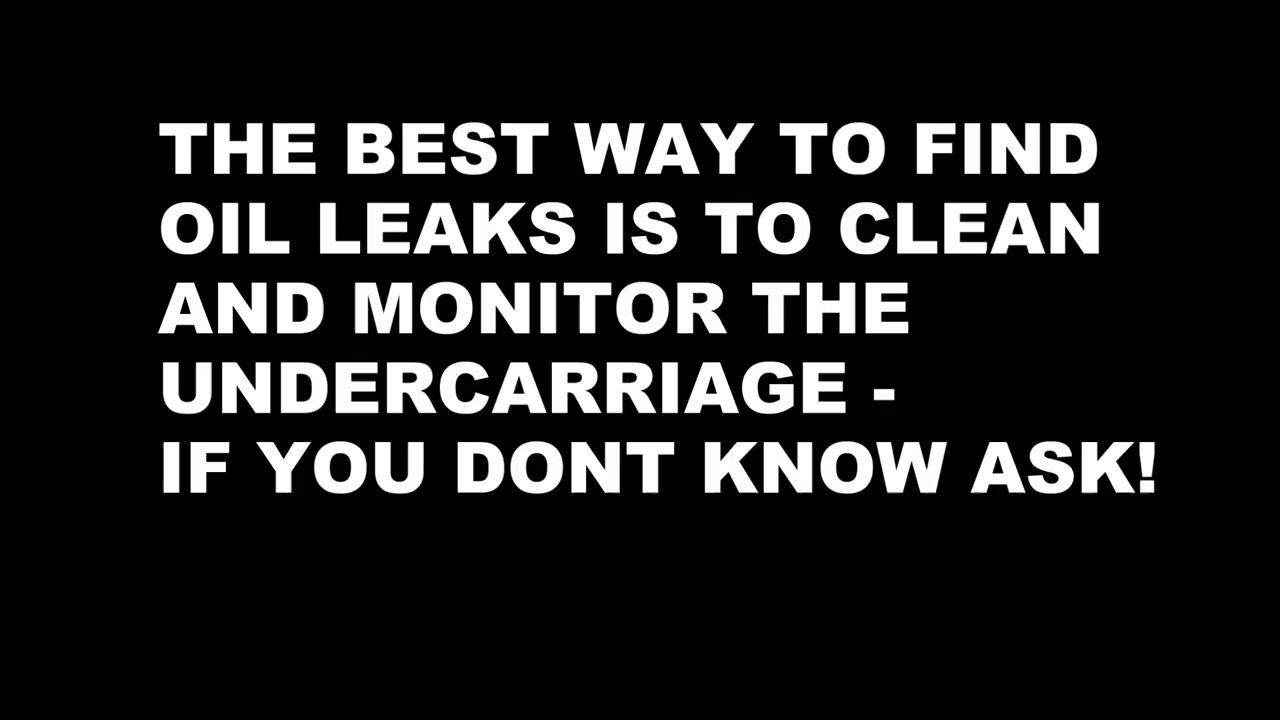 THE BEST WAY TO FIND
OIL LEAKS IS TO CLEAN
AND MONITOR THE
UNDERCARRIAGE -
IF YOU DONT KNOW ASK!